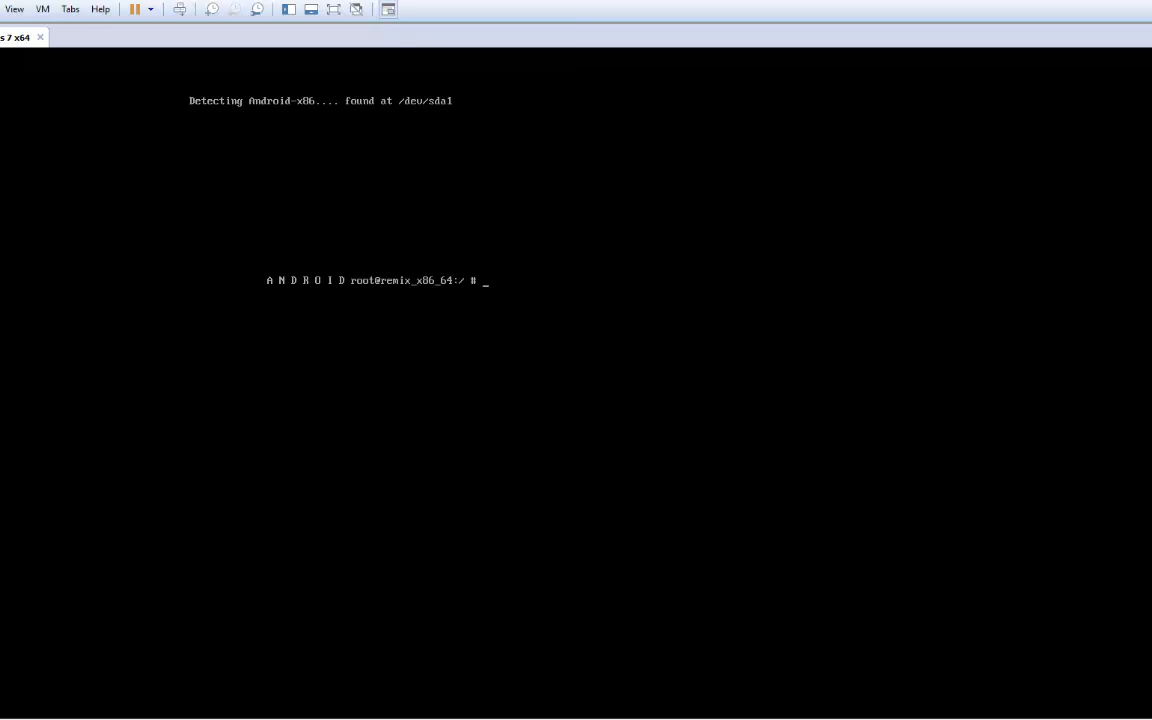 View VM Tabs Help
s 7 x64
Detecting Android-x86.... found at /dev/sda1
A N D R O I D root@remix_x86_64:/ # _